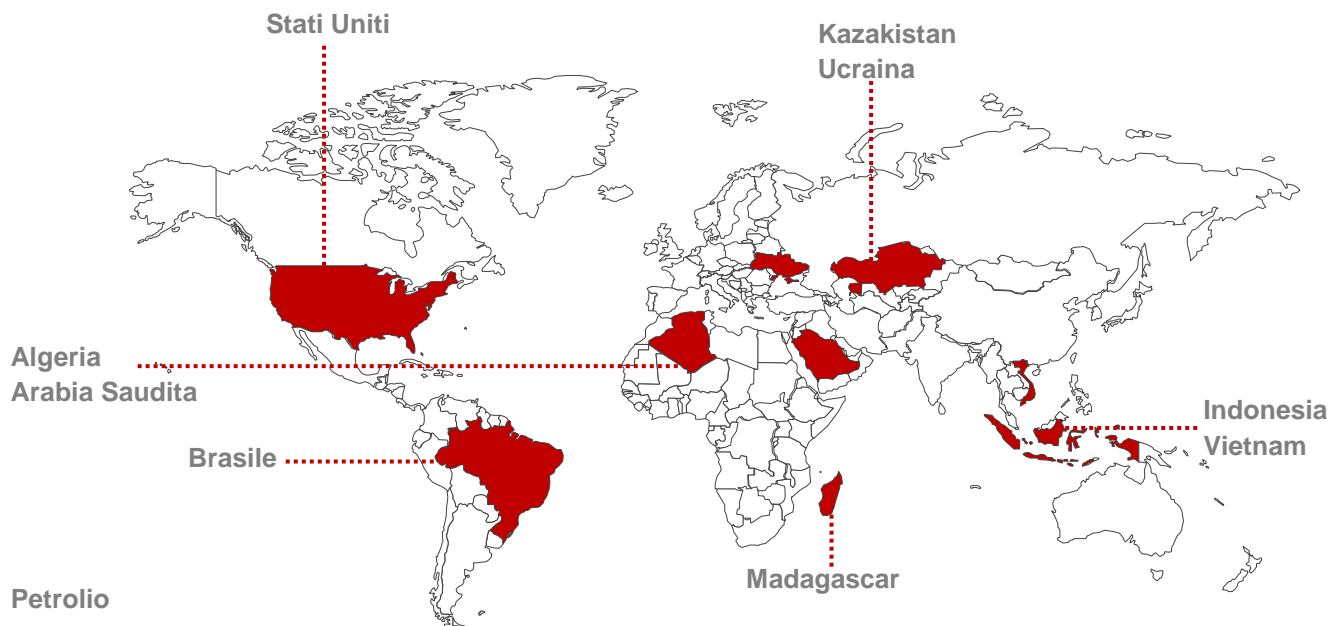 Stati Uniti
Kazakistan
Ucraina
Algeria
Arabia Saudita
Indonesia
Vietnam
Brasile
Madagascar
Petrolio